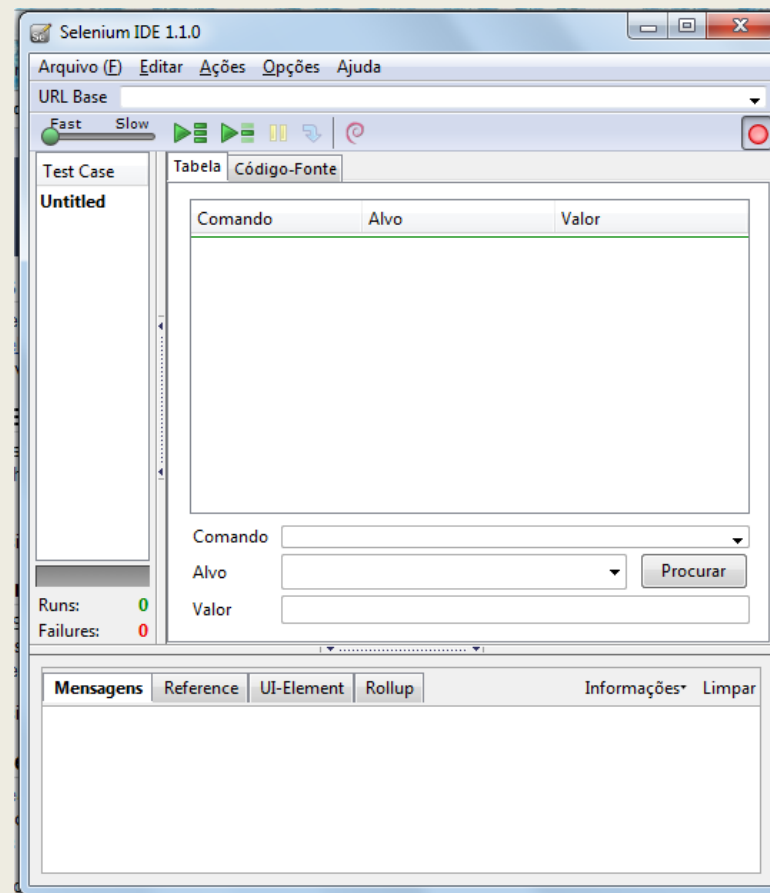 Selenium IDE 1.1.0
Arquivo (F) Editar Ações Opções Ajuda
URL Base
Fast Slow
Test Case
Untitled
Tabela Código-Fonte
Comando Alvo Valor
Comando
Alvo
Procurar
Valor
Runs: 0
Failures: 0
Mensagens Reference UI-Element Rollup Informações Limpar